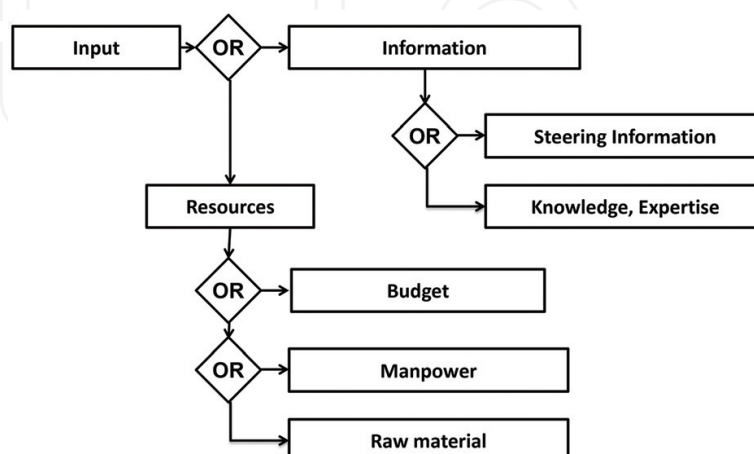 Input
OR
Information
OR
Steering Information
Knowledge, Expertise
Resources
OR
Budget
OR
Manpower
Raw material